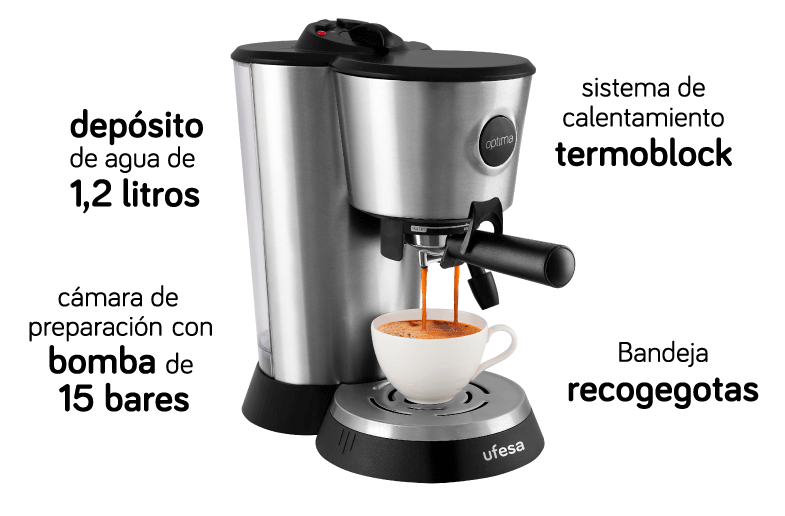 depósito
de agua de
1,2 litros
sistema de
calentamiento
termoblock
optima
cámara de
preparación con
bomba de
15 bares
Bandeja
recogegotas
ufesa